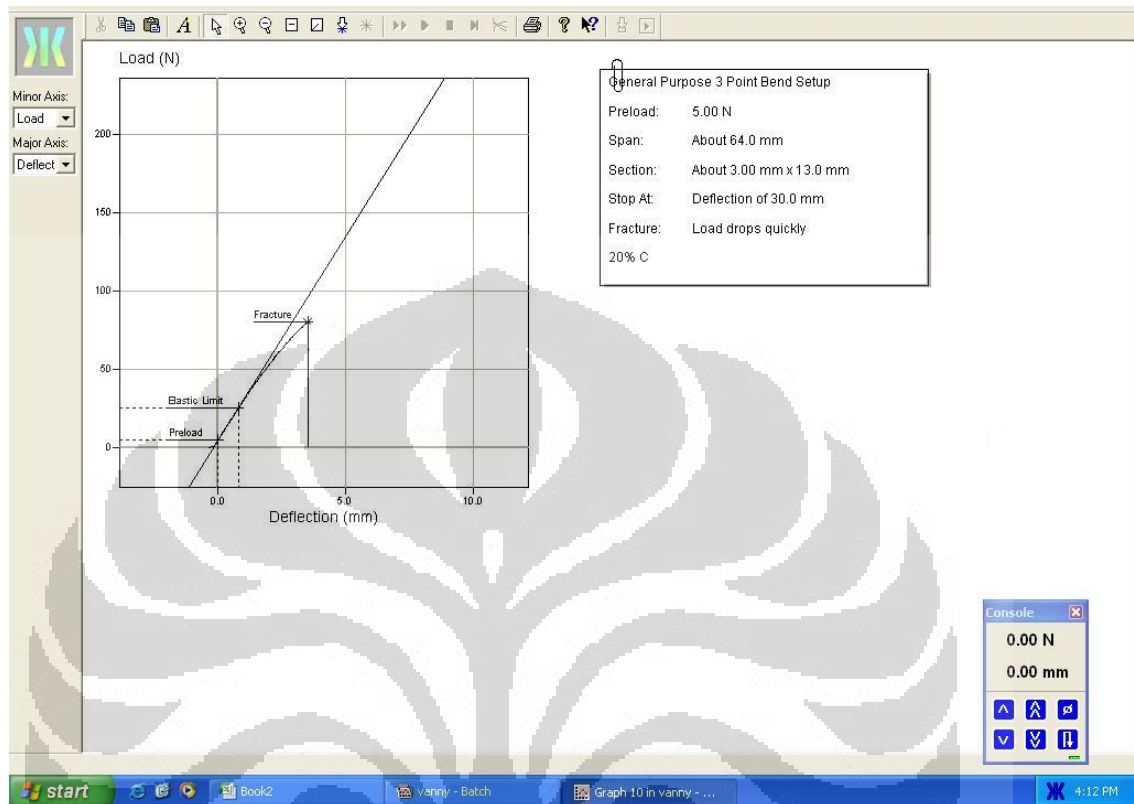 Load (N)
Minor Axis:
Load
Major Axis:
Deflect
200
150
100
50
0
Fracture
Elastic Limit
Preload
0.0 5.0 10.0
Deflection (mm)
General Purpose 3 Point Bend Setup
Preload: 5.00 N
Span: About 64.0 mm
Section: About 3.00 mm x 13.0 mm
Stop At: Deflection of 30.0 mm
Fracture: Load drops quickly
20% C
Console
0.00 N
0.00 mm
start Book2 vanny - Batch Graph 10 in vanny - ... 4:12 PM